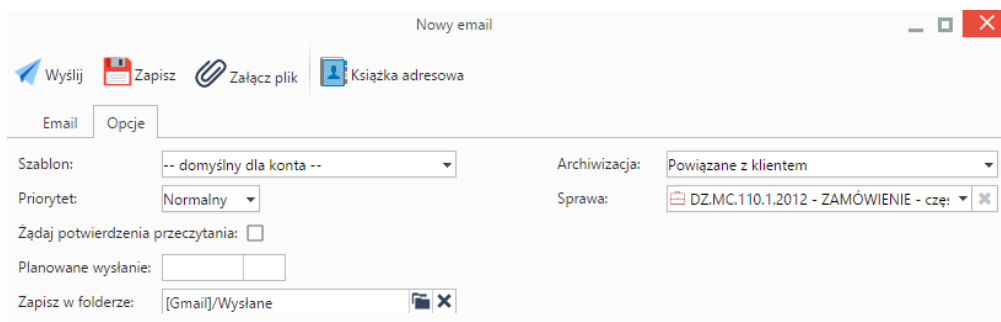 Nowy email
Wyślij Zapisz Załącz plik Książka adresowa
Email Opcje
Szablon: -- domyślny dla konta -- Archiwizacja: Powiązane z klientem
Priorytet: Normalny Sprawa: DZ.MC.110.1.2012 - ZAMÓWIENIE - częś
Żądaj potwierdzenia przeczytania:
Planowane wysłanie:
Zapisz w folderze: [Gmail]/Wysłane